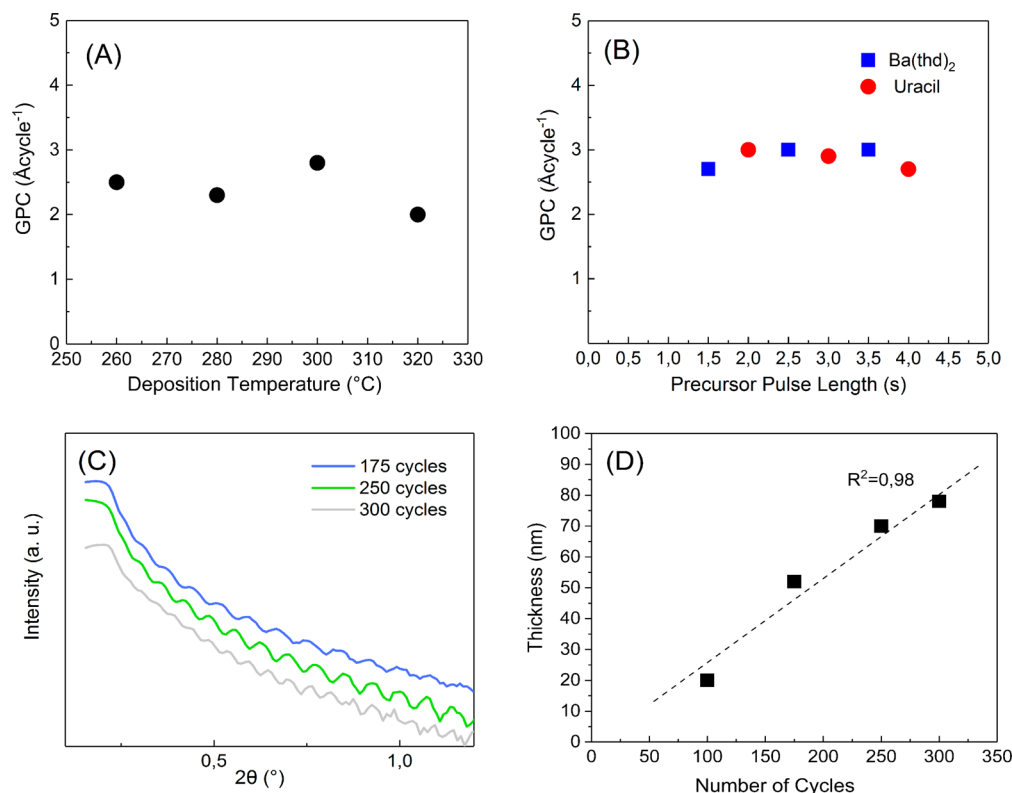 (A)
GPC (Åcycle⁻¹)
5
4
3
2
1
0
250 260 270 280 290 300 310 320 330
Deposition Temperature (°C)
(B)
Ba(thd)₂
Uracil
GPC (Åcycle⁻¹)
5
4
3
2
1
0,0 0,5 1,0 1,5 2,0 2,5 3,0 3,5 4,0 4,5 5,0
Precursor Pulse Length (s)
(C)
175 cycles
250 cycles
300 cycles
Intensity (a. u.)
0,5 1,0
2θ (°)
(D)
R²=0,98
Thickness (nm)
100
90
80
70
60
50
40
30
20
10
0
0 50 100 150 200 250 300 350
Number of Cycles